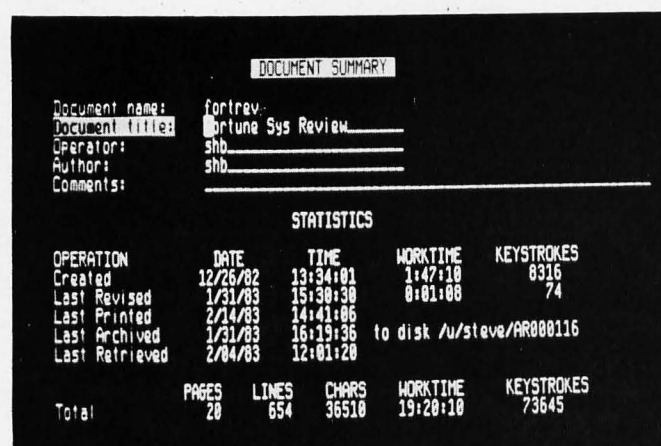 DOCUMENT SUMMARY
Document name: fortrev
Document title: Fortune Sys Review
Operator: shb
Author: shb
Comments:
STATISTICS
OPERATION DATE TIME WORKTIME KEYSTROKES
Created 12/26/82 13:34:01 1:47:10 8316
Last Revised 1/31/83 15:30:30 0:01:08 74
Last Printed 2/14/83 14:41:06
Last Archived 1/31/83 16:19:36 to disk /u/steve/AR000116
Last Retrieved 2/04/83 12:01:20
PAGES LINES CHARS WORKTIME KEYSTROKES
Total 20 654 36510 19:20:10 73645